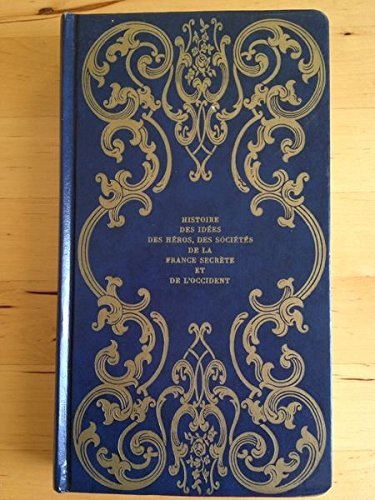 HISTOIRE
DES IDÉES
DES HÉROS, DES SOCIÉTÉS
DE LA
FRANCE SECRÈTE
ET
DE L'OCCIDENT